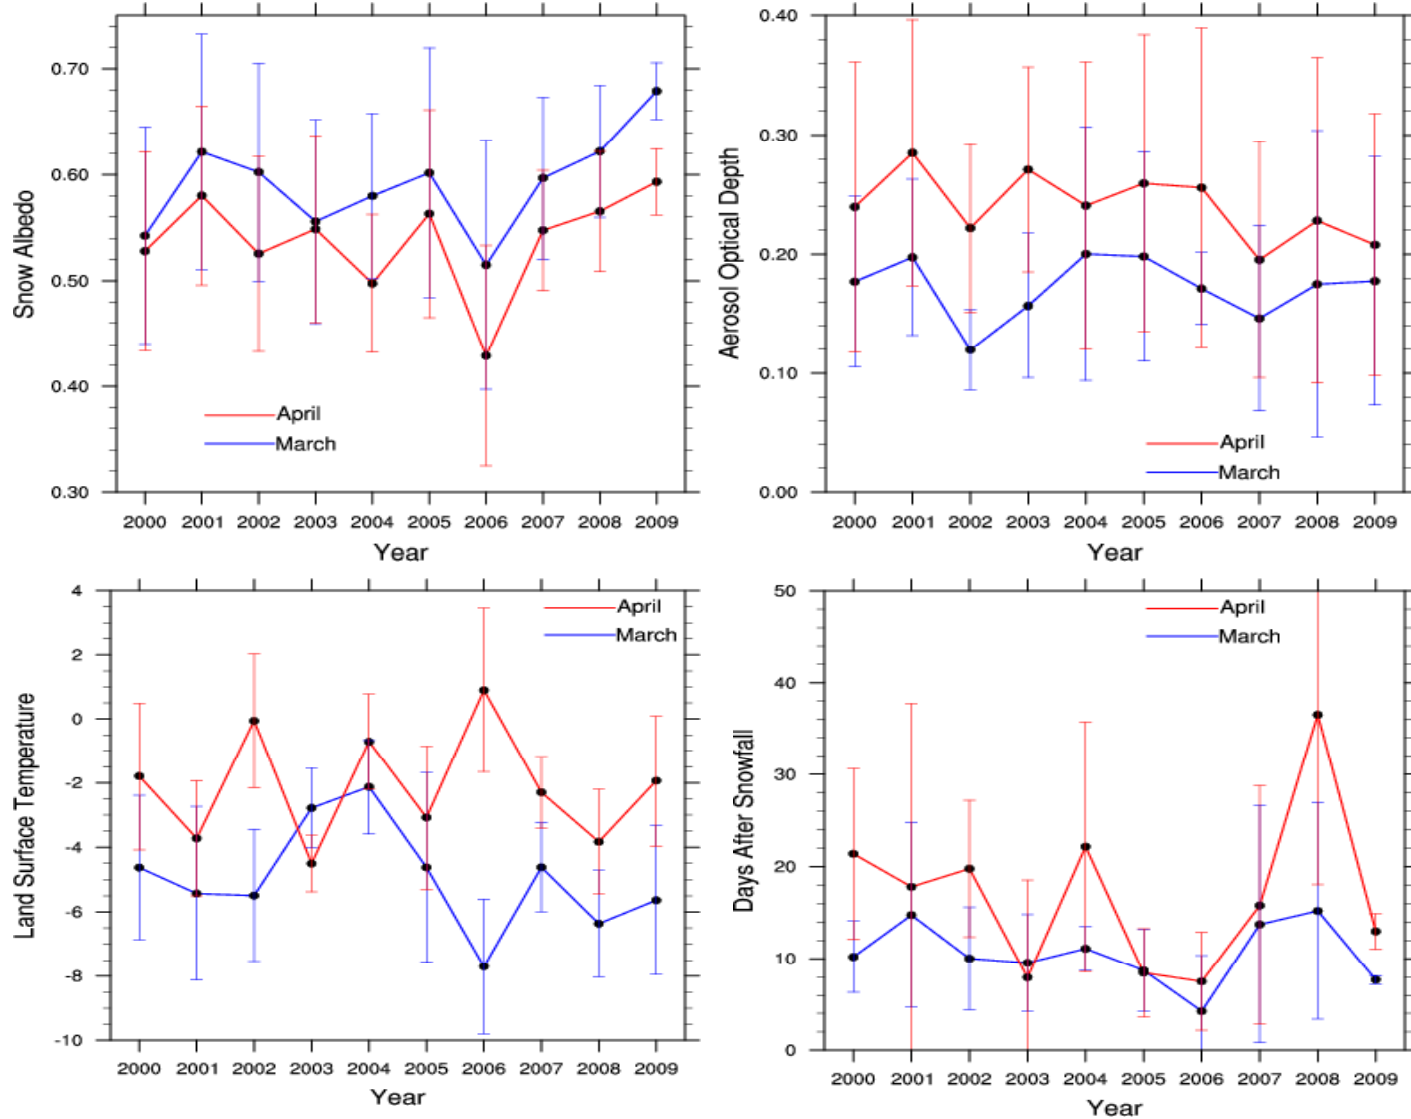 Snow Albedo
0.70
0.60
0.50
0.40
0.30
April
March
2000 2001 2002 2003 2004 2005 2006 2007 2008 2009
Year
Aerosol Optical Depth
0.40
0.30
0.20
0.10
0.00
April
March
2000 2001 2002 2003 2004 2005 2006 2007 2008 2009
Year
Land Surface Temperature
4
2
0
-2
-4
-6
-8
-10
April
March
2000 2001 2002 2003 2004 2005 2006 2007 2008 2009
Year
Days After Snowfall
50
40
30
20
10
0
April
March
2000 2001 2002 2003 2004 2005 2006 2007 2008 2009
Year